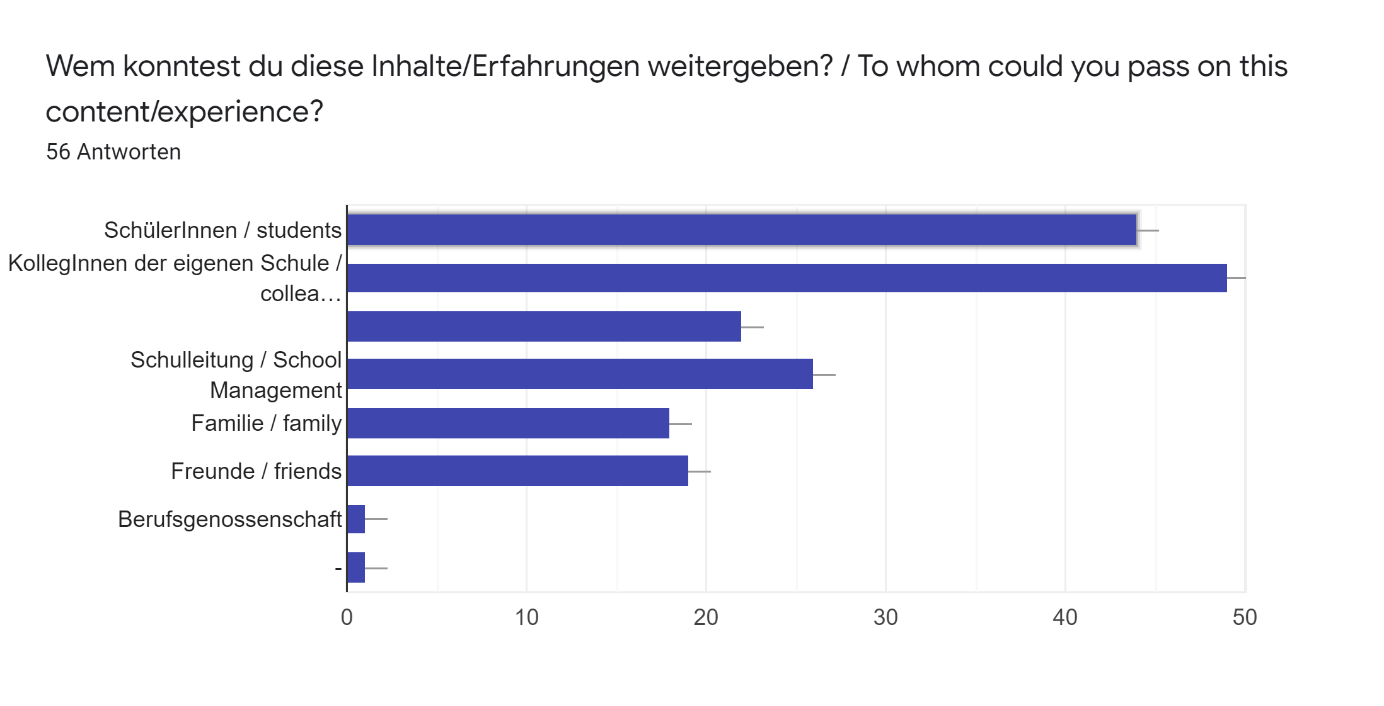 Wem konntest du diese Inhalte/Erfahrungen weitergeben? / To whom could you pass on this
content/experience?
56 Antworten
SchülerInnen / students
KollegInnen der eigenen Schule /
collea…
Schulleitung / School
Management
Familie / family
Freunde / friends
Berufsgenossenschaft
-
0 10 20 30 40 50